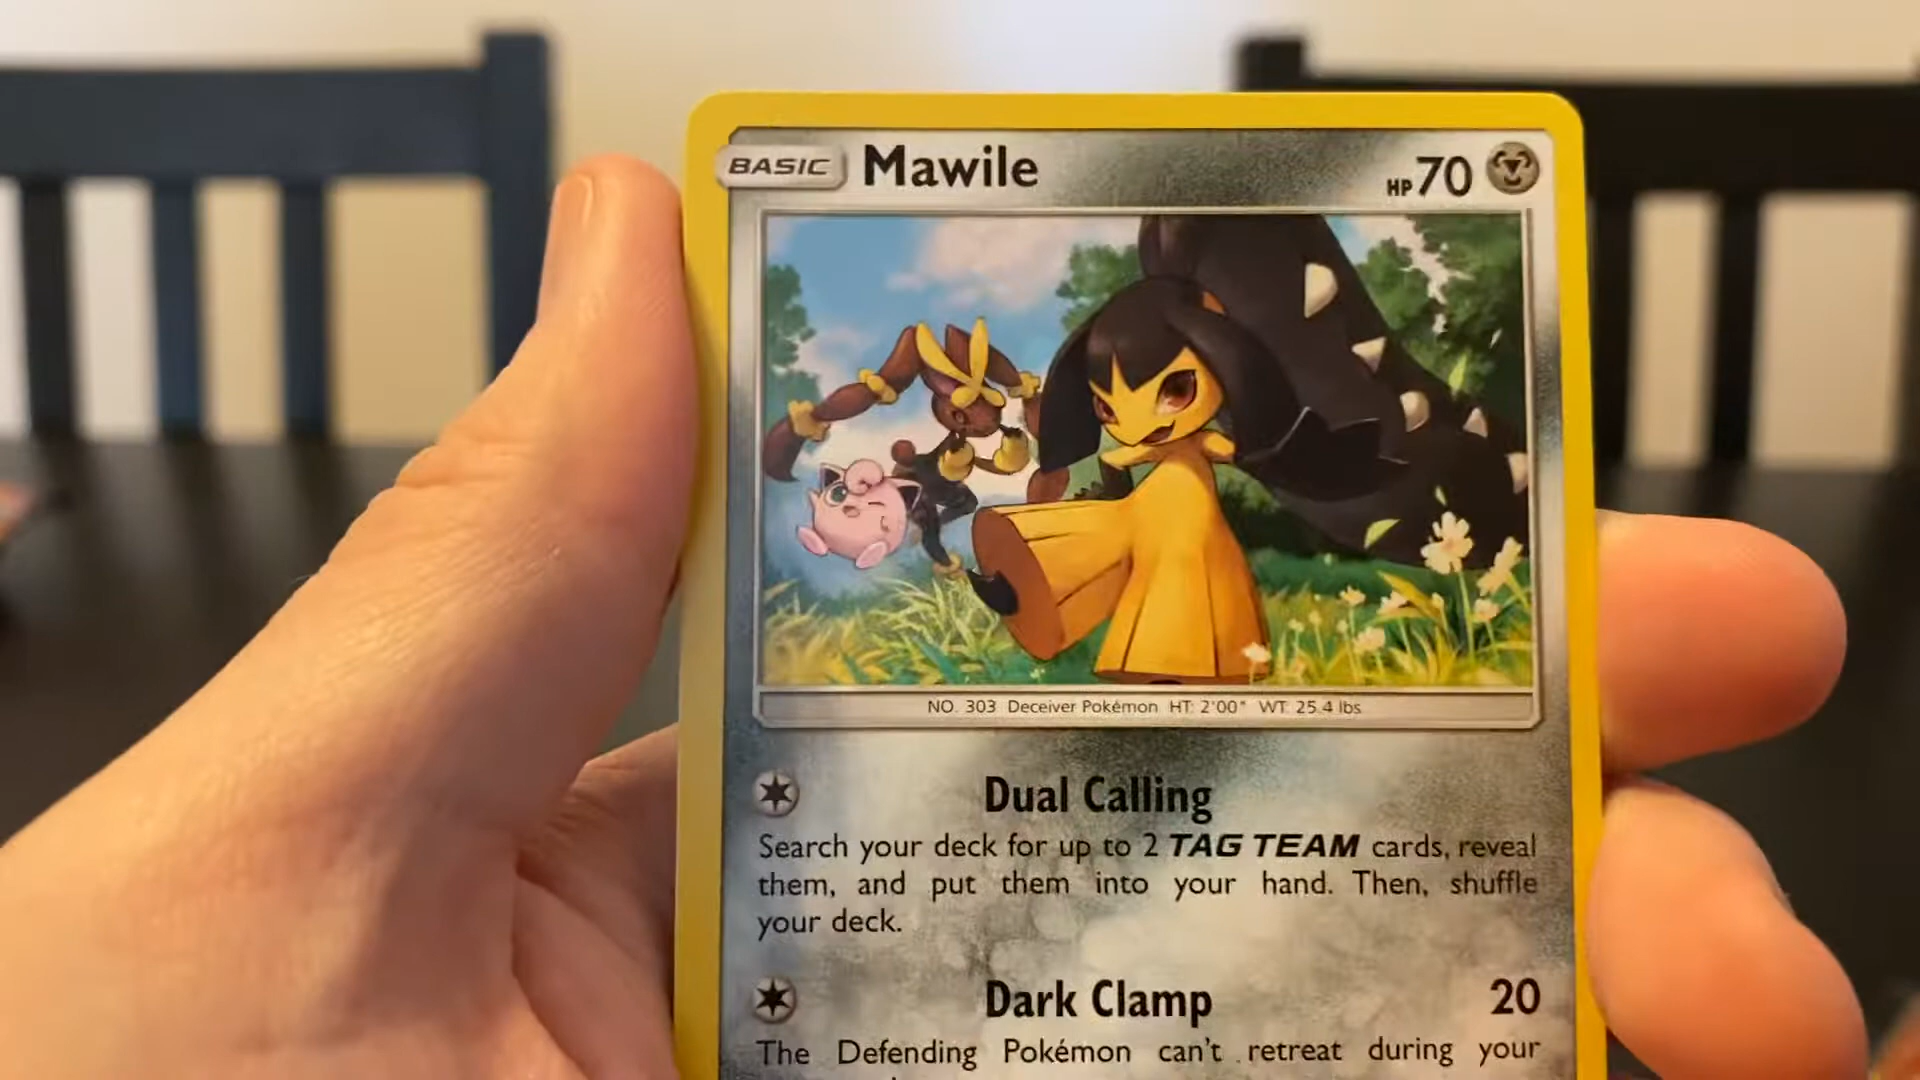 BASIC Mawile HP 70
NO. 303 Deceiver Pokémon HT: 2'00" WT: 25.4 lbs.
Dual Calling
Search your deck for up to 2 TAG TEAM cards, reveal
them, and put them into your hand. Then, shuffle
your deck.
Dark Clamp 20
The Defending Pokémon can't retreat during your